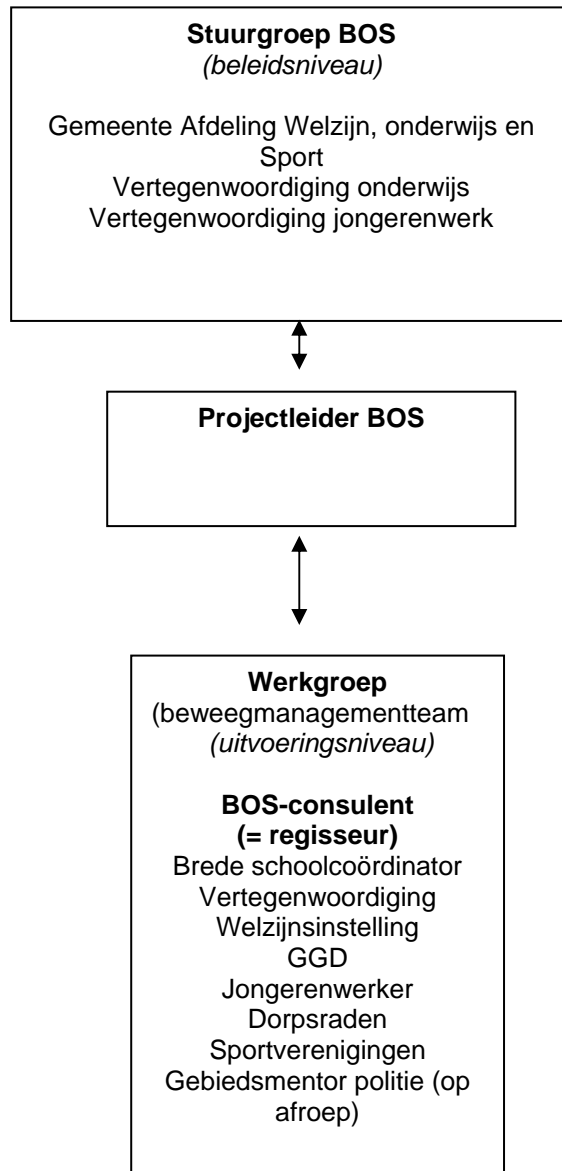 Stuurgroep BOS
(beleidsniveau)
Gemeente Afdeling Welzijn, onderwijs en
Sport
Vertegenwoordiging onderwijs
Vertegenwoordiging jongerenwerk
Projectleider BOS
Werkgroep
(beweegmanagementteam
(uitvoeringsniveau)
BOS-consulent
(= regisseur)
Brede schoolcoördinator
Vertegenwoordiging
Welzijnsinstelling
GGD
Jongerenwerker
Dorpsraden
Sportverenigingen
Gebiedsmentor politie (op
afroep)